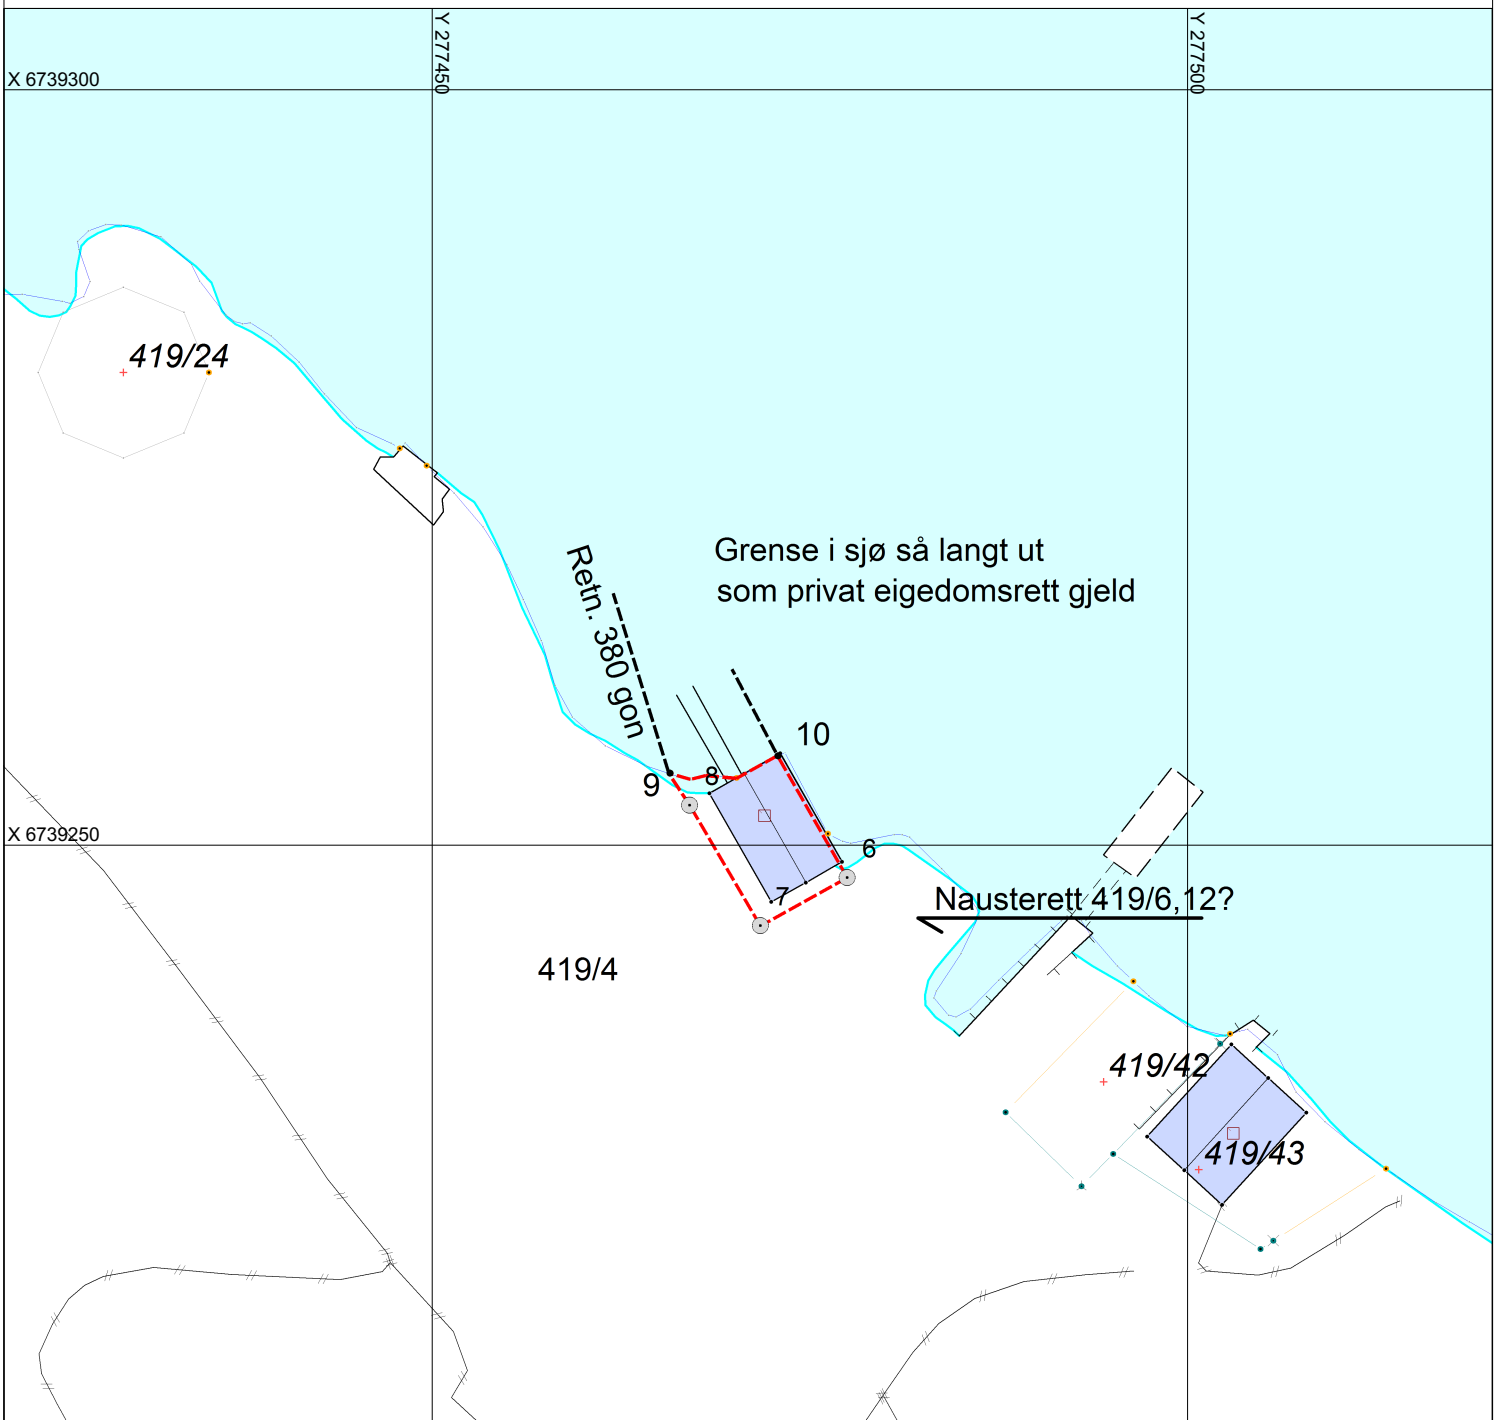 Y 277450
Y 277500
X 6739300
419/24
Grense i sjø så langt ut
som privat eigedomsrett gjeld
Retn. 380 gon
10
9
8
X 6739250
6
7
Nausterett 419/6,12?
419/4
419/42
419/43